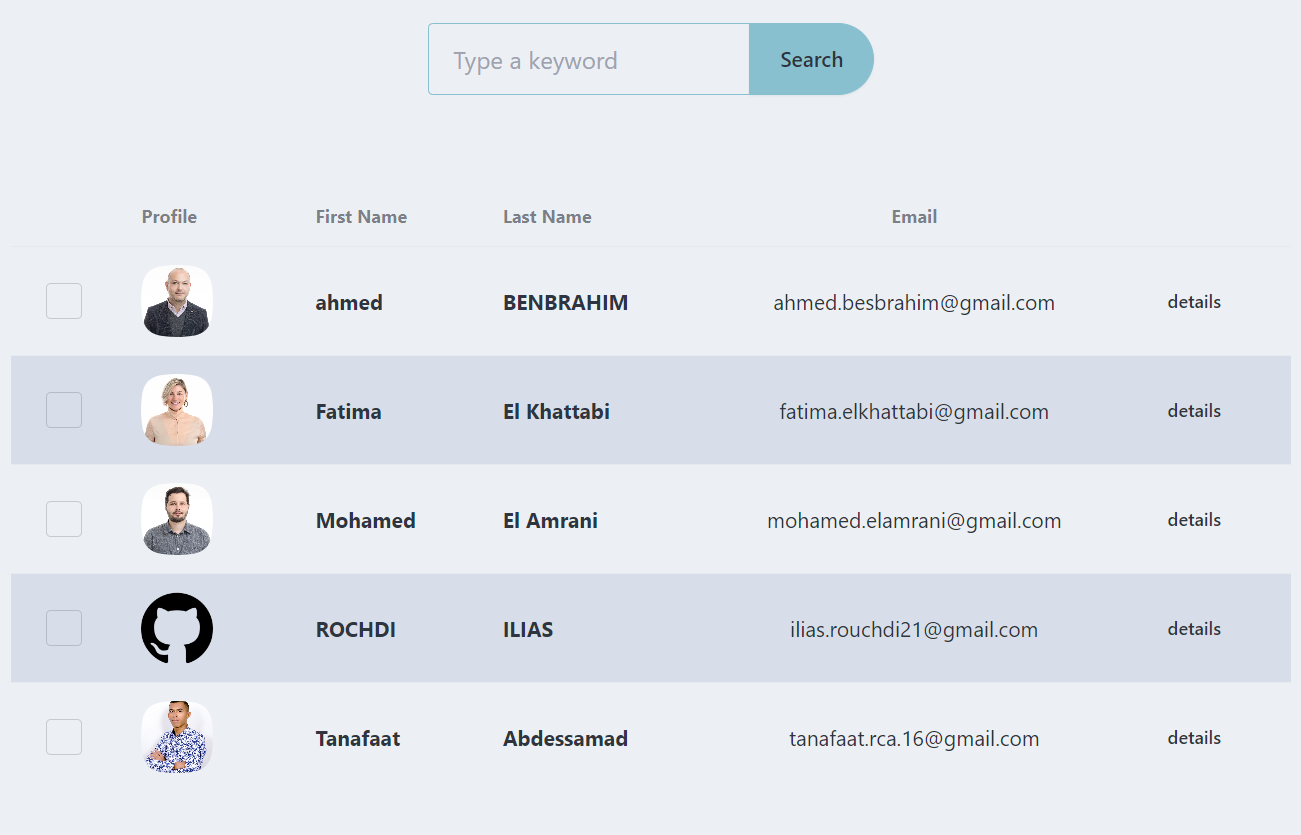 Type a keyword Search
Profile First Name Last Name Email
ahmed BENBRAHIM ahmed.besbrahim@gmail.com details
Fatima El Khattabi fatima.elkhattabi@gmail.com details
Mohamed El Amrani mohamed.elamrani@gmail.com details
ROCHDI ILIAS ilias.rouchdi21@gmail.com details
Tanafaat Abdessamad tanafaat.rca.16@gmail.com details